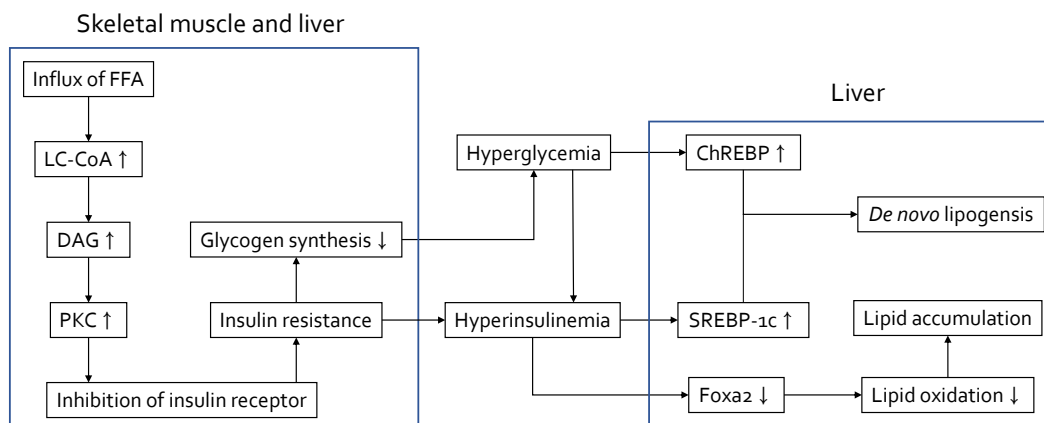 Skeletal muscle and liver
Influx of FFA
LC-CoA ↑
DAG ↑
PKC ↑
Inhibition of insulin receptor
Glycogen synthesis ↓
Insulin resistance
Hyperglycemia
Hyperinsulinemia
Liver
ChREBP ↑
De novo lipogensis
SREBP-1c ↑
Lipid accumulation
Foxa2 ↓
Lipid oxidation ↓